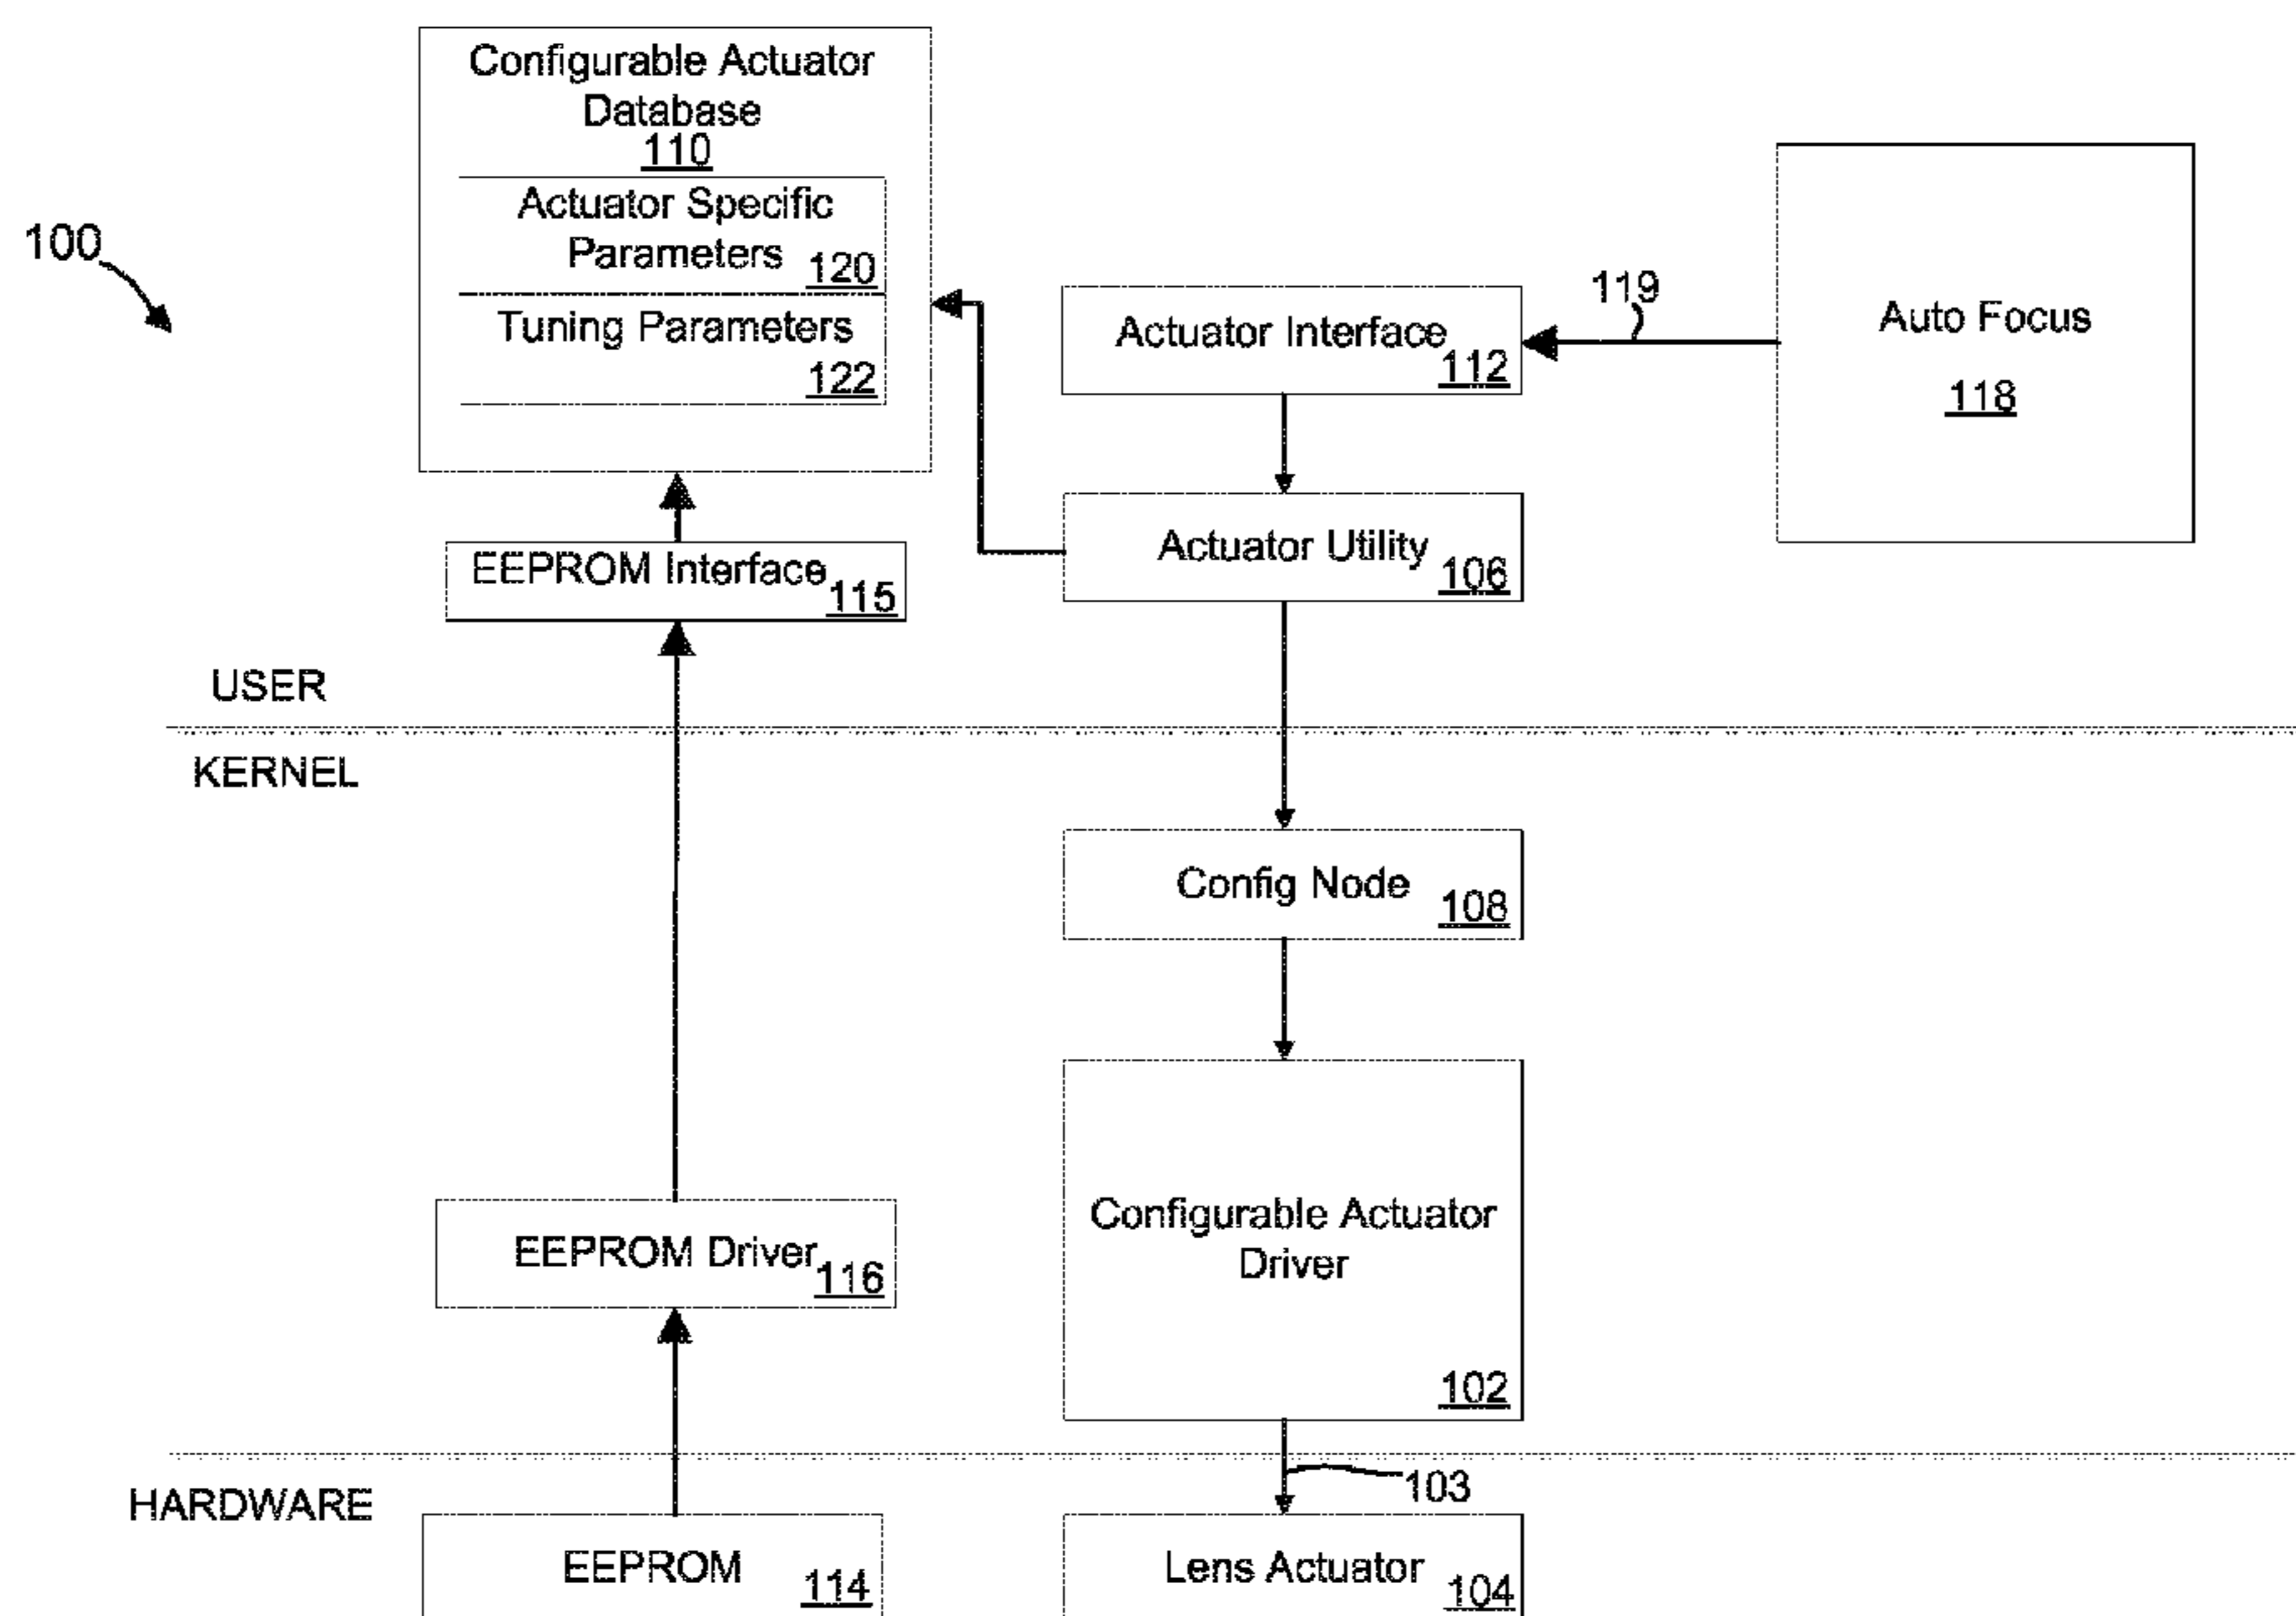 100
Configurable Actuator
Database
110
Actuator Specific
Parameters
120
Tuning Parameters
122
EEPROM Interface
115
Actuator Interface
112
119
Auto Focus
118
Actuator Utility
106
USER
KERNEL
Config Node
108
Configurable Actuator
Driver
102
EEPROM Driver
116
HARDWARE
103
EEPROM
114
Lens Actuator
104